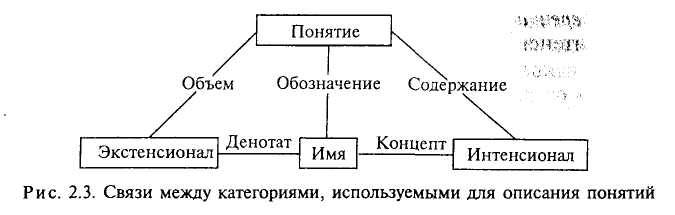 Понятие
Объем Обозначение Содержание
Денотат Концепт
Экстенсионал Имя Интенсионал
Рис. 2.3. Связи между категориями, используемыми для описания понятий